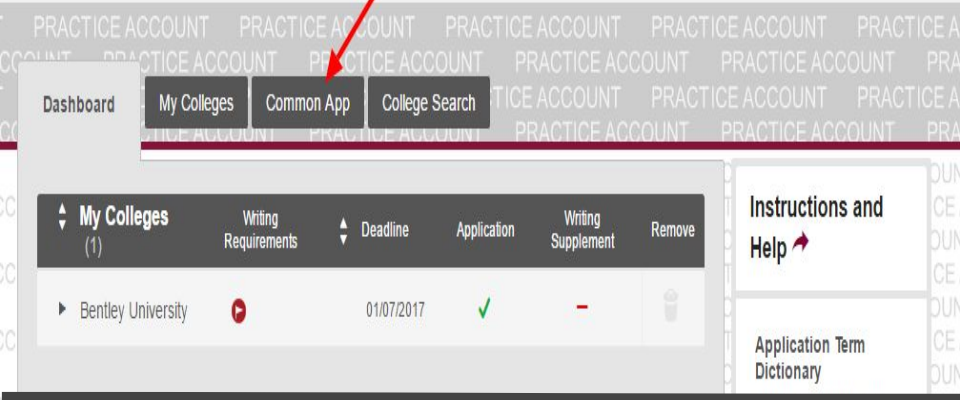 PRACTICE ACCOUNT PRACTICE ACCOUNT PRACTICE ACCOUNT PRACTICE ACCOUNT PRACTICE A
Dashboard
My Colleges
Common App
College Search
My Colleges
(1)
Writing
Requirements
Deadline
Application
Writing
Supplement
Remove
Bentley University
01/07/2017
Instructions and
Help
Application Term
Dictionary